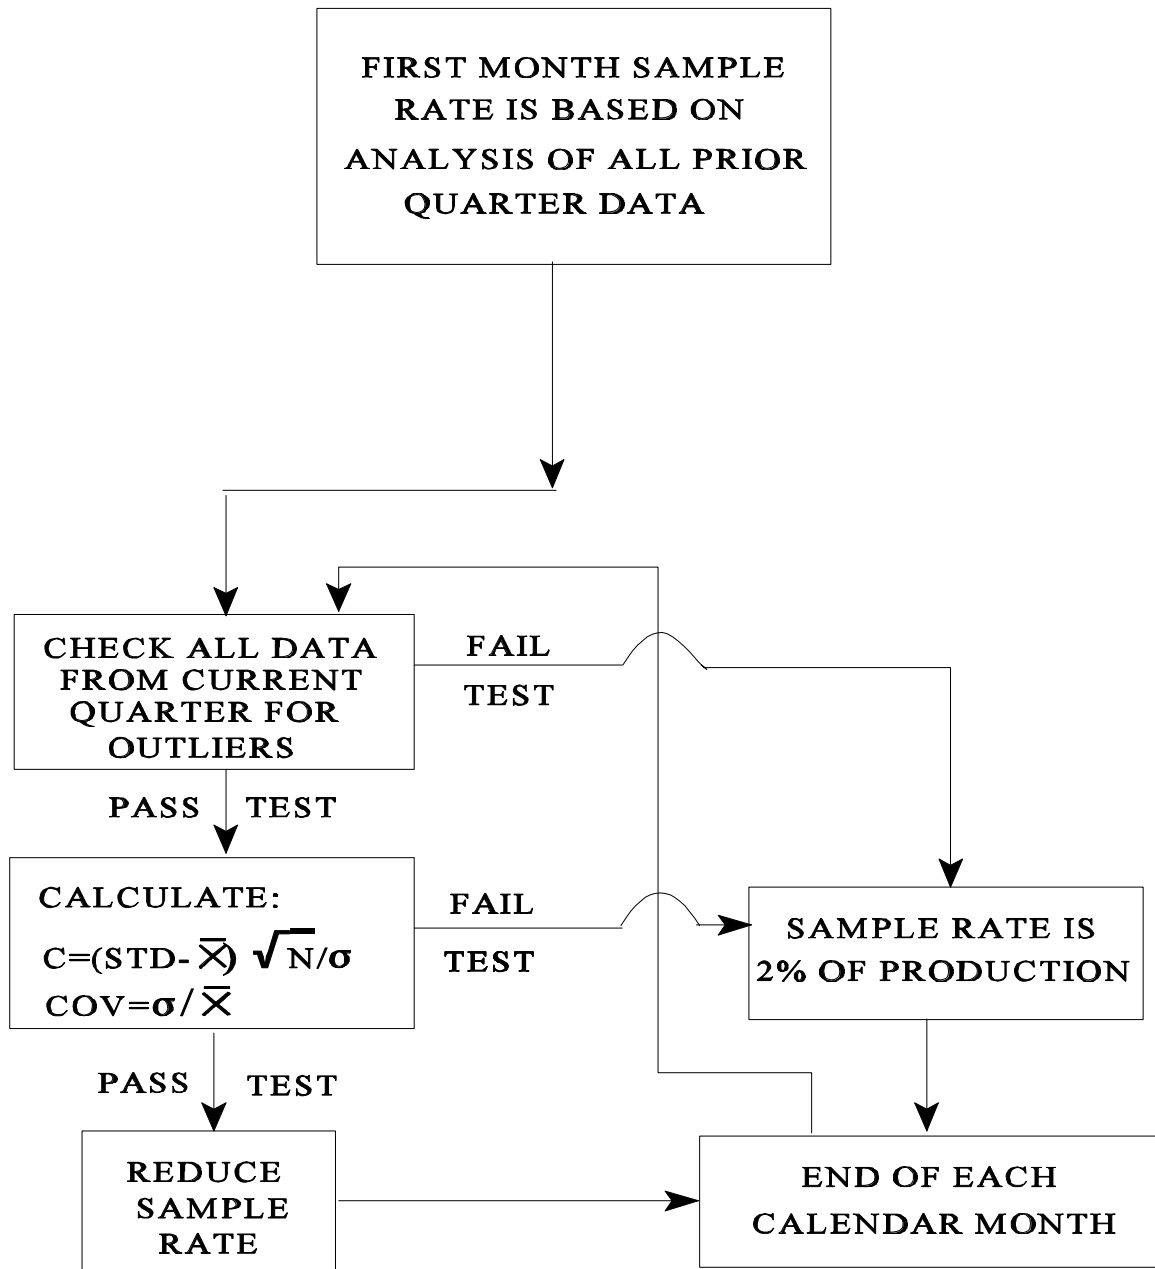 FIRST MONTH SAMPLE
RATE IS BASED ON
ANALYSIS OF ALL PRIOR
QUARTER DATA
CHECK ALL DATA
FROM CURRENT
QUARTER FOR
OUTLIERS
FAIL
TEST
PASS TEST
CALCULATE:
C=(STD-X̅) √N/σ
COV=σ/X̅
FAIL
TEST
SAMPLE RATE IS
2% OF PRODUCTION
PASS TEST
REDUCE
SAMPLE
RATE
END OF EACH
CALENDAR MONTH